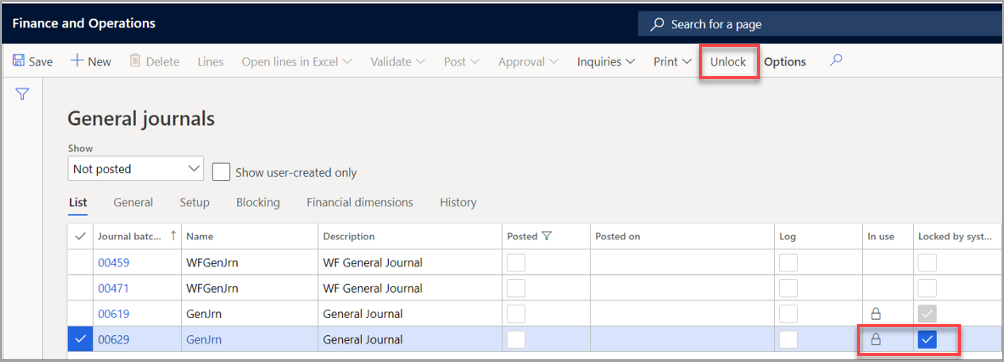 Finance and Operations
Search for a page
Save New Delete Lines Open lines in Excel Validate Post Approval Inquiries Print Unlock Options
General journals
Show
Not posted
Show user-created only
List General Setup Blocking Financial dimensions History
Journal batc... Name Description Posted Posted on Log In use Locked by syst...
00459 WFGenJrn WF General Journal
00471 WFGenJrn WF General Journal
00619 GenJrn General Journal
00629 GenJrn General Journal